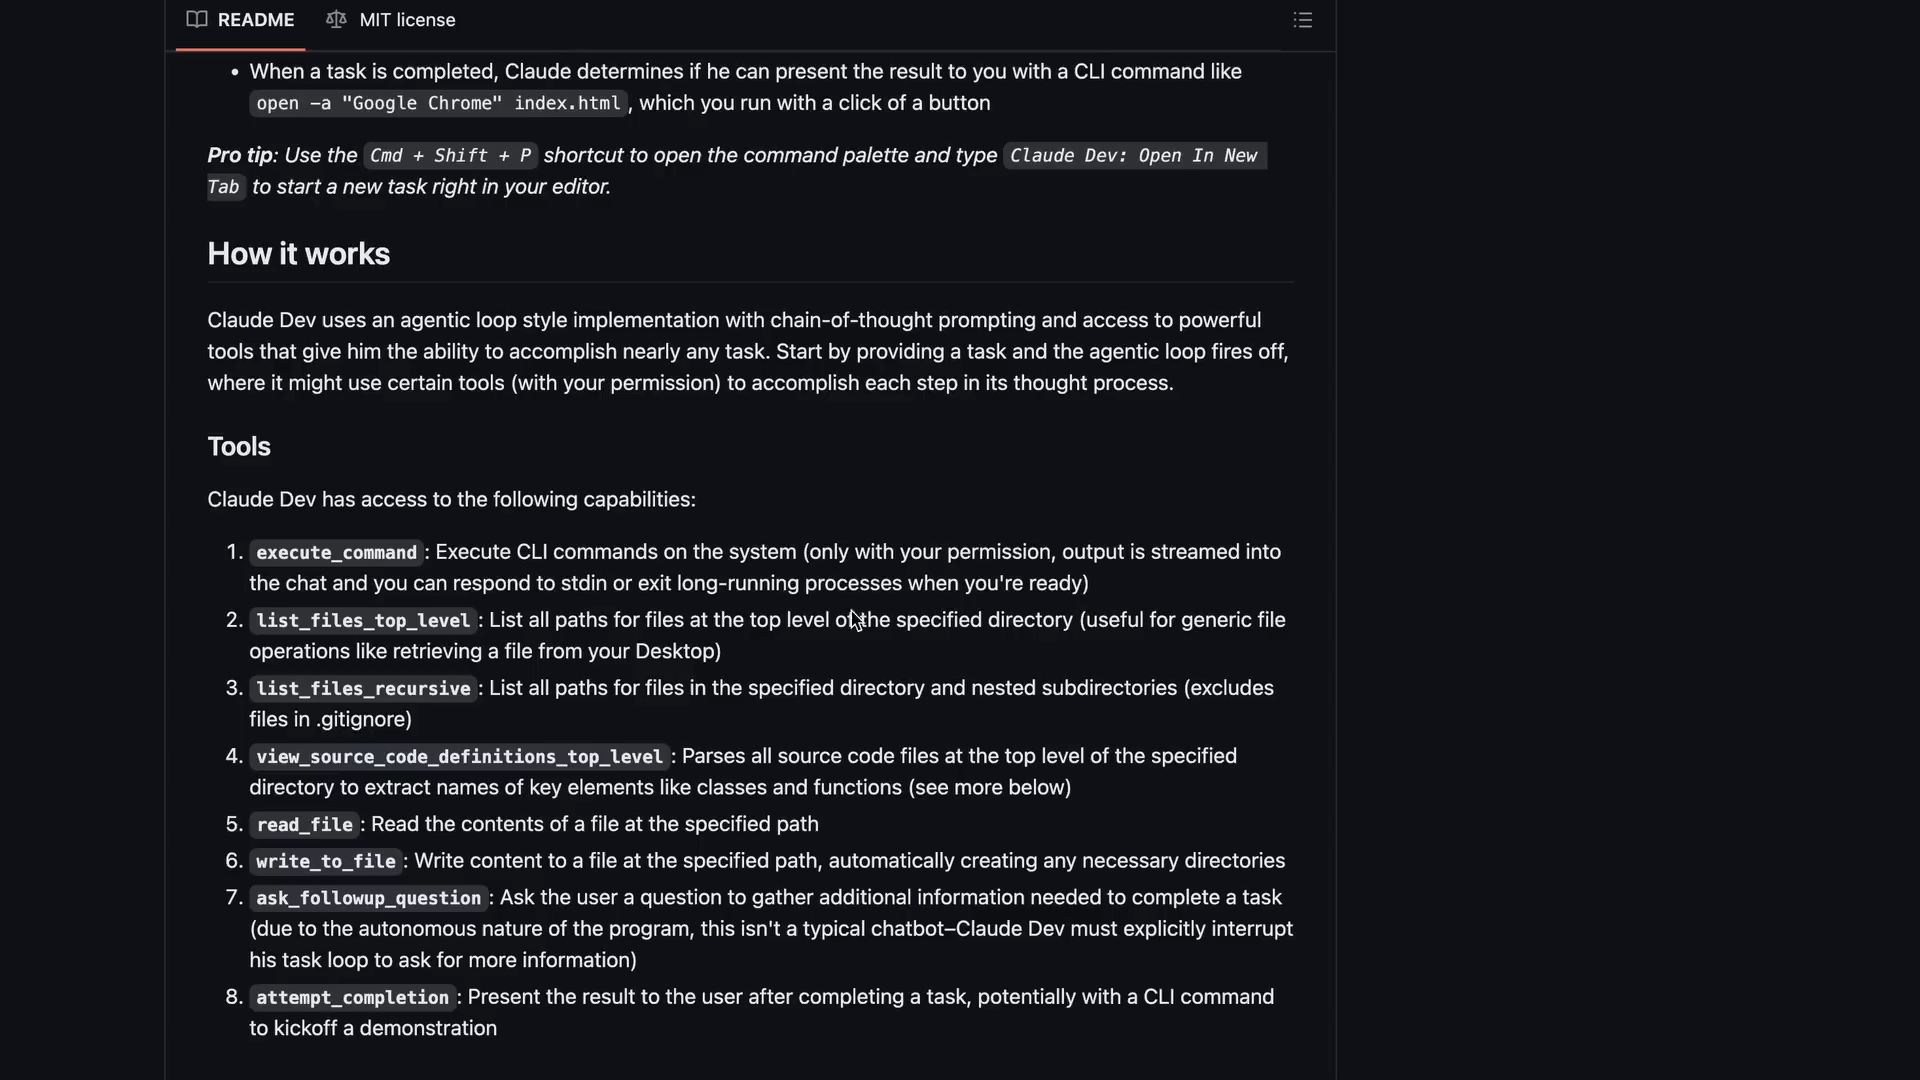 README
MIT license
• When a task is completed, Claude determines if he can present the result to you with a CLI command like
open -a "Google Chrome" index.html, which you run with a click of a button
Pro tip: Use the Cmd + Shift + P shortcut to open the command palette and type Claude Dev: Open In New
Tab to start a new task right in your editor.
How it works
Claude Dev uses an agentic loop style implementation with chain-of-thought prompting and access to powerful
tools that give him the ability to accomplish nearly any task. Start by providing a task and the agentic loop fires off,
where it might use certain tools (with your permission) to accomplish each step in its thought process.
Tools
Claude Dev has access to the following capabilities:
1. execute_command: Execute CLI commands on the system (only with your permission, output is streamed into
the chat and you can respond to stdin or exit long-running processes when you're ready)
2. list_files_top_level: List all paths for files at the top level of the specified directory (useful for generic file
operations like retrieving a file from your Desktop)
3. list_files_recursive: List all paths for files in the specified directory and nested subdirectories (excludes
files in .gitignore)
4. view_source_code_definitions_top_level: Parses all source code files at the top level of the specified
directory to extract names of key elements like classes and functions (see more below)
5. read_file: Read the contents of a file at the specified path
6. write_to_file: Write content to a file at the specified path, automatically creating any necessary directories
7. ask_followup_question: Ask the user a question to gather additional information needed to complete a task
(due to the autonomous nature of the program, this isn't a typical chatbot–Claude Dev must explicitly interrupt
his task loop to ask for more information)
8. attempt_completion: Present the result to the user after completing a task, potentially with a CLI command
to kickoff a demonstration